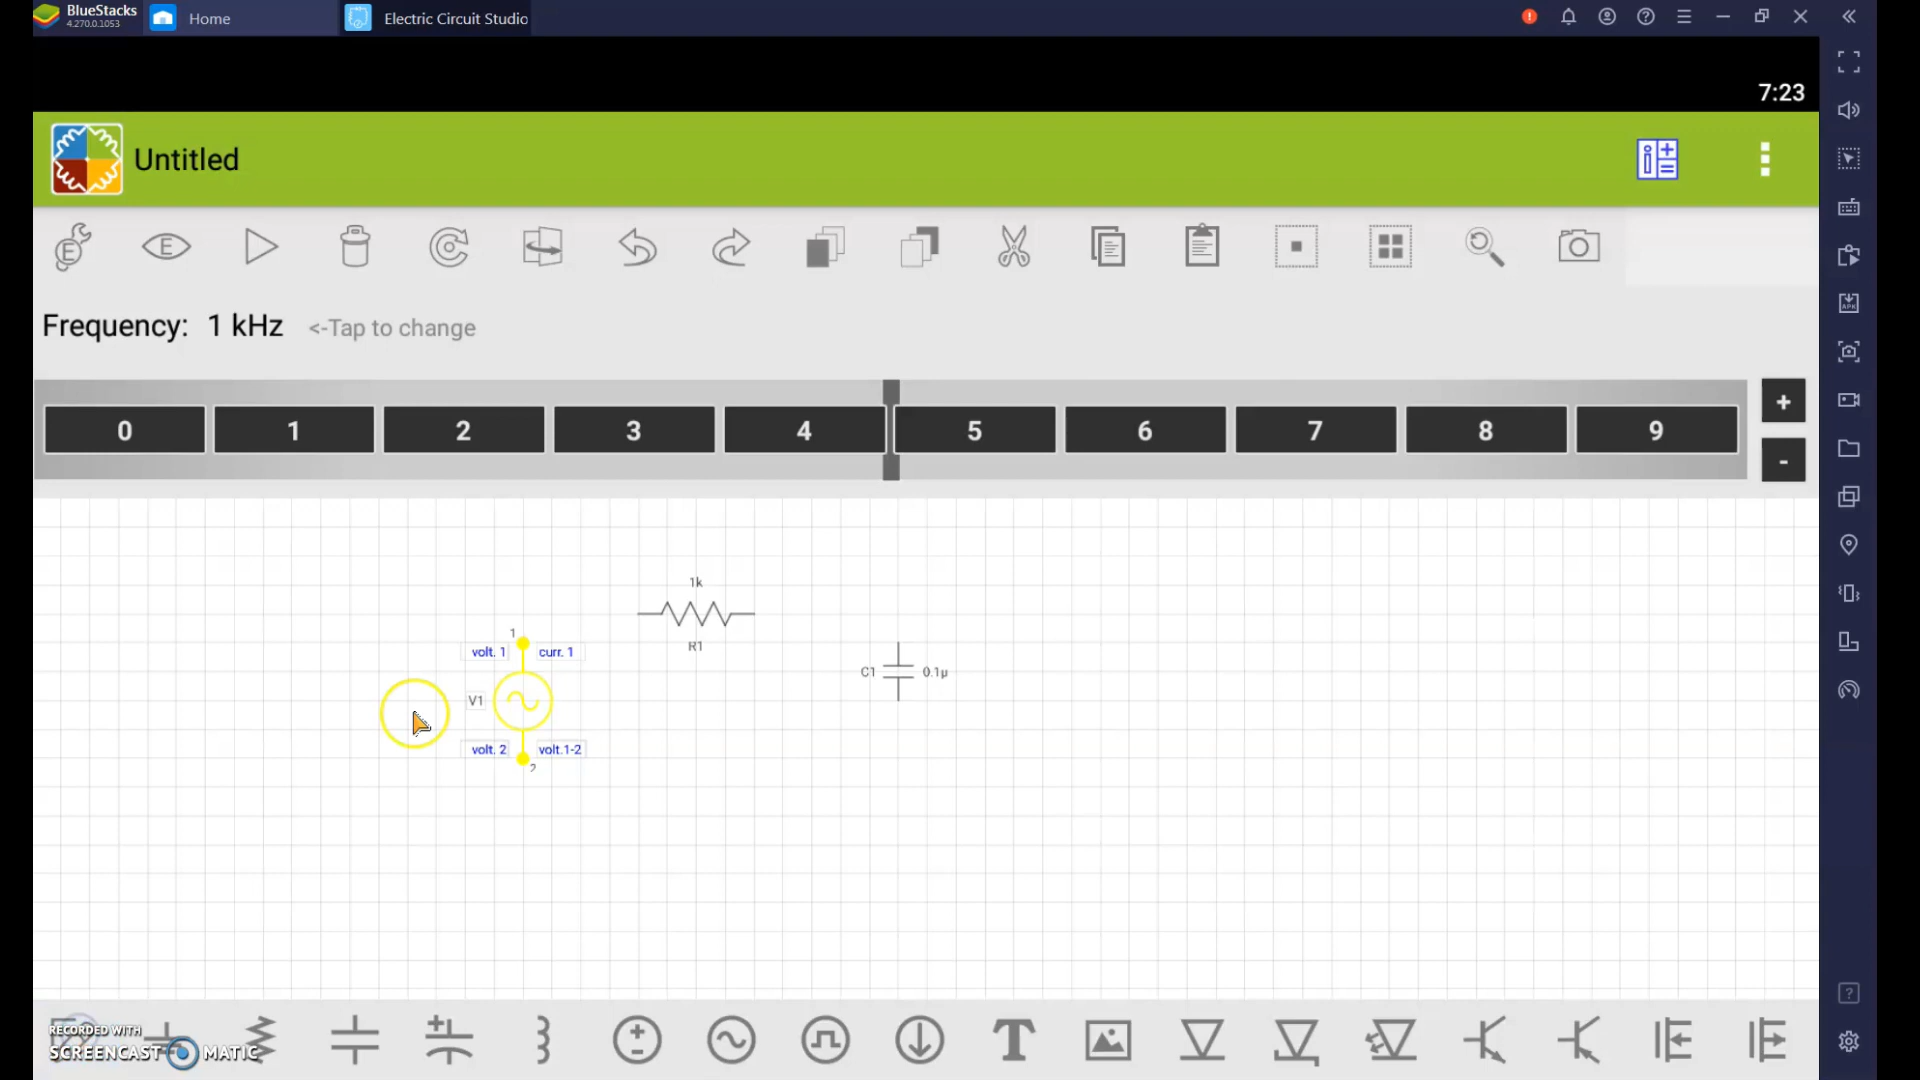 BlueStacks
4.270.0.1053
Home
Electric Circuit Studio
7:23
Untitled
Frequency: 1 kHz <-Tap to change
0 1 2 3 4 5 6 7 8 9
+
-
1k
R1
1
volt. 1 curr. 1
V1
volt. 2 volt.1-2
2
C1 0.1µ
RECORDED WITH
SCREENCAST MATIC
T